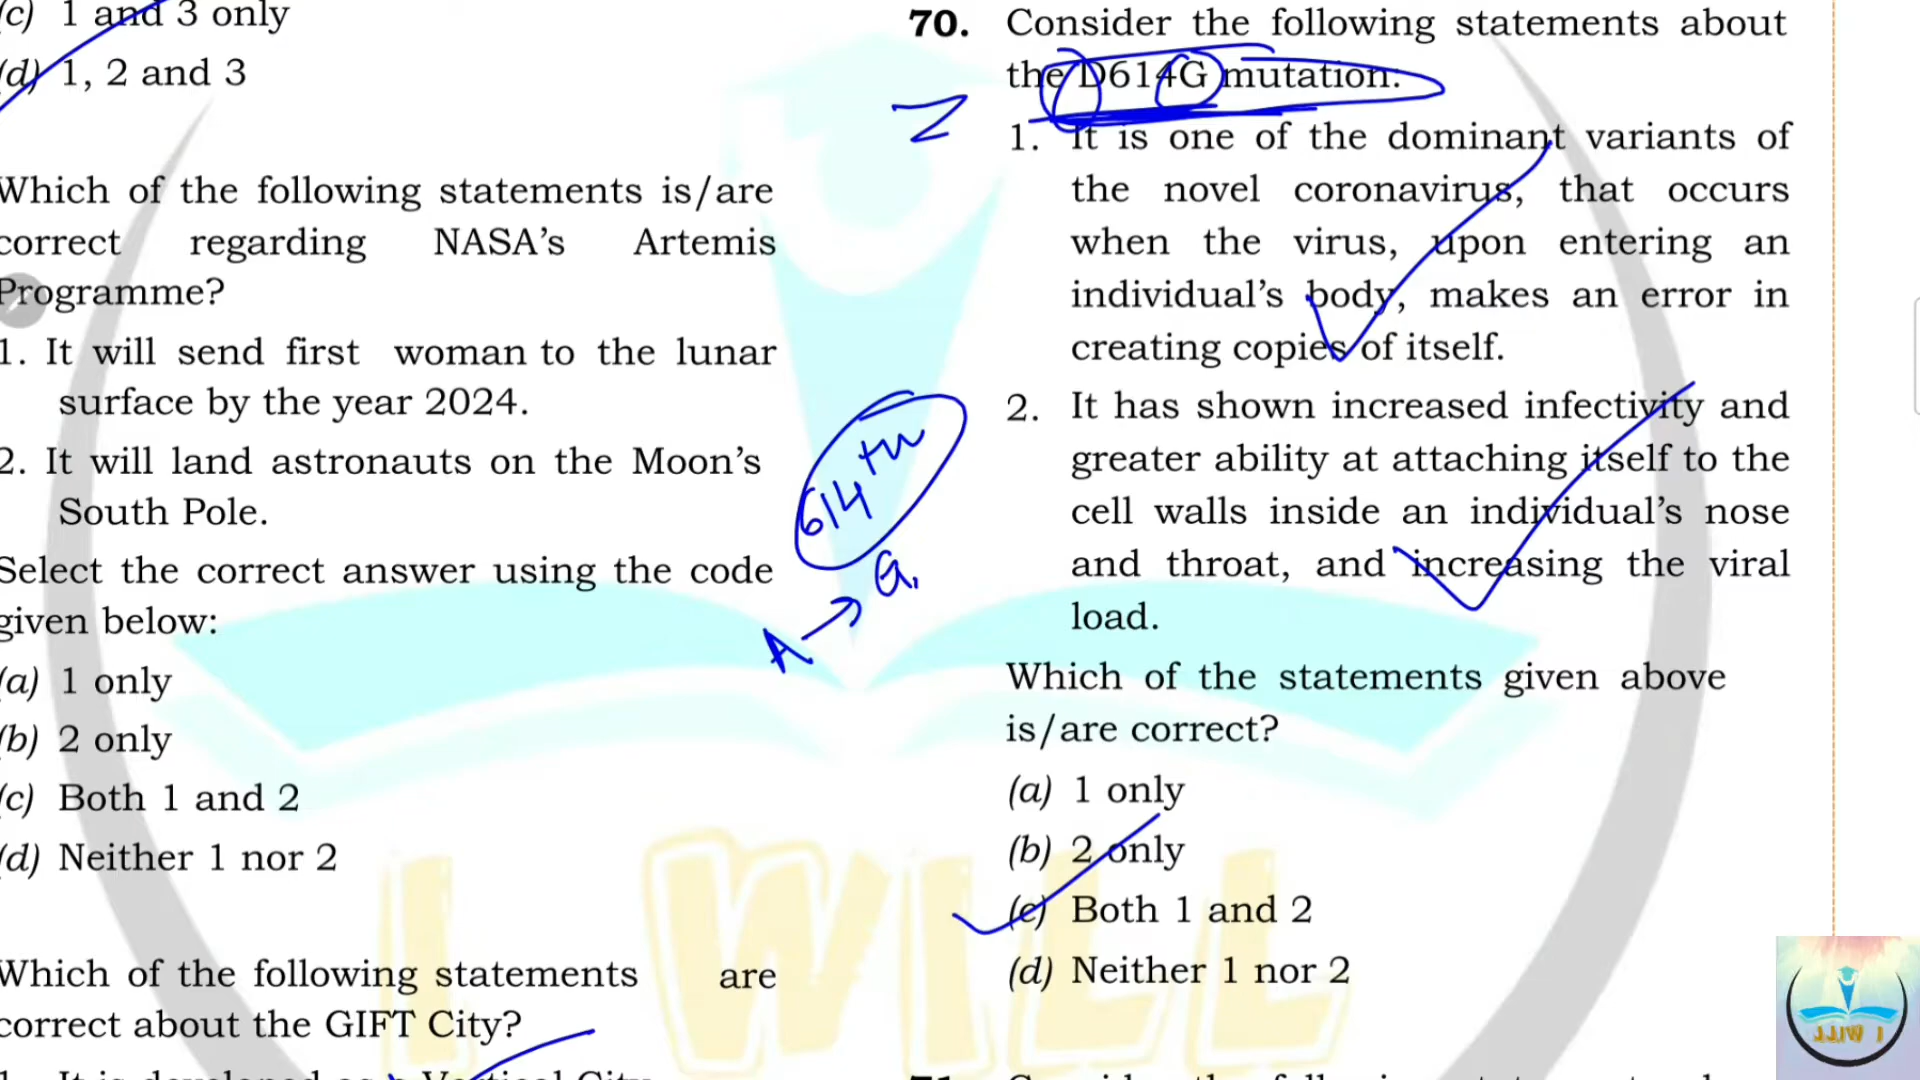 (c) 1 and 3 only
(d) 1, 2 and 3
Which of the following statements is/are
correct regarding NASA's Artemis
Programme?
1. It will send first woman to the lunar
surface by the year 2024.
2. It will land astronauts on the Moon's
South Pole.
Select the correct answer using the code
given below:
(a) 1 only
(b) 2 only
(c) Both 1 and 2
(d) Neither 1 nor 2
Which of the following statements are
correct about the GIFT City?
70. Consider the following statements about
the D614G mutation:
1. It is one of the dominant variants of
the novel coronavirus, that occurs
when the virus, upon entering an
individual's body, makes an error in
creating copies of itself.
2. It has shown increased infectivity and
greater ability at attaching itself to the
cell walls inside an individual's nose
and throat, and increasing the viral
load.
Which of the statements given above
is/are correct?
(a) 1 only
(b) 2 only
(c) Both 1 and 2
(d) Neither 1 nor 2
614th
A → G
I WILL